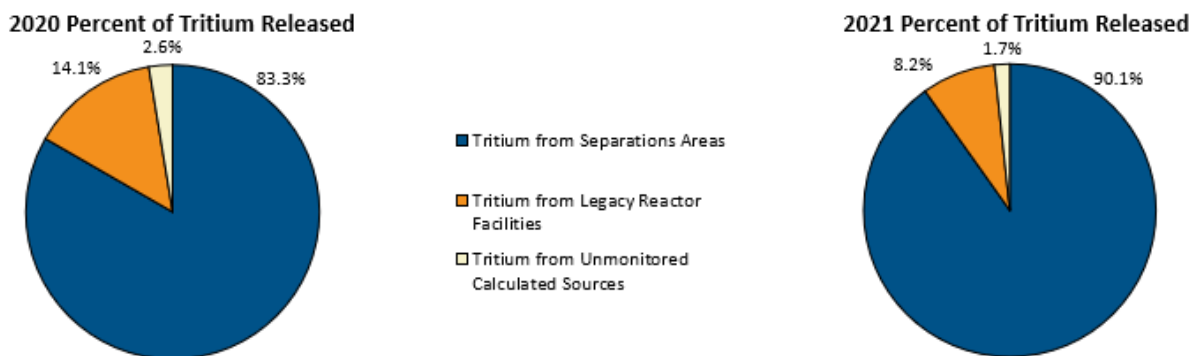 2020 Percent of Tritium Released
2.6%
14.1%
83.3%
Tritium from Separations Areas
Tritium from Legacy Reactor
Facilities
Tritium from Unmonitored
Calculated Sources
2021 Percent of Tritium Released
1.7%
8.2%
90.1%